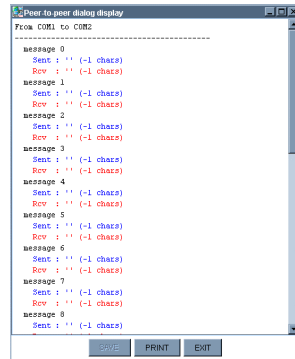 Peer-to-peer dialog display
From COM1 to COM2
------------------------------------------
message 0
Sent : '' (-1 chars)
Rcv : '' (-1 chars)
message 1
Sent : '' (-1 chars)
Rcv : '' (-1 chars)
message 2
Sent : '' (-1 chars)
Rcv : '' (-1 chars)
message 3
Sent : '' (-1 chars)
Rcv : '' (-1 chars)
message 4
Sent : '' (-1 chars)
Rcv : '' (-1 chars)
message 5
Sent : '' (-1 chars)
Rcv : '' (-1 chars)
message 6
Sent : '' (-1 chars)
Rcv : '' (-1 chars)
message 7
Sent : '' (-1 chars)
Rcv : '' (-1 chars)
message 8
Sent : '' (-1 chars)
SAVE PRINT EXIT